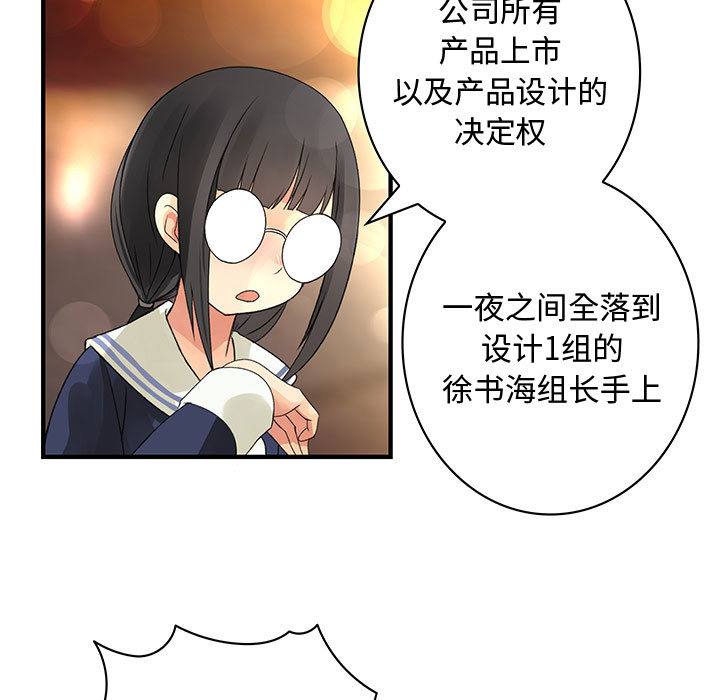 公司所有
产品上市
以及产品设计的
决定权
一夜之间全落到
设计1组的
徐书海组长手上